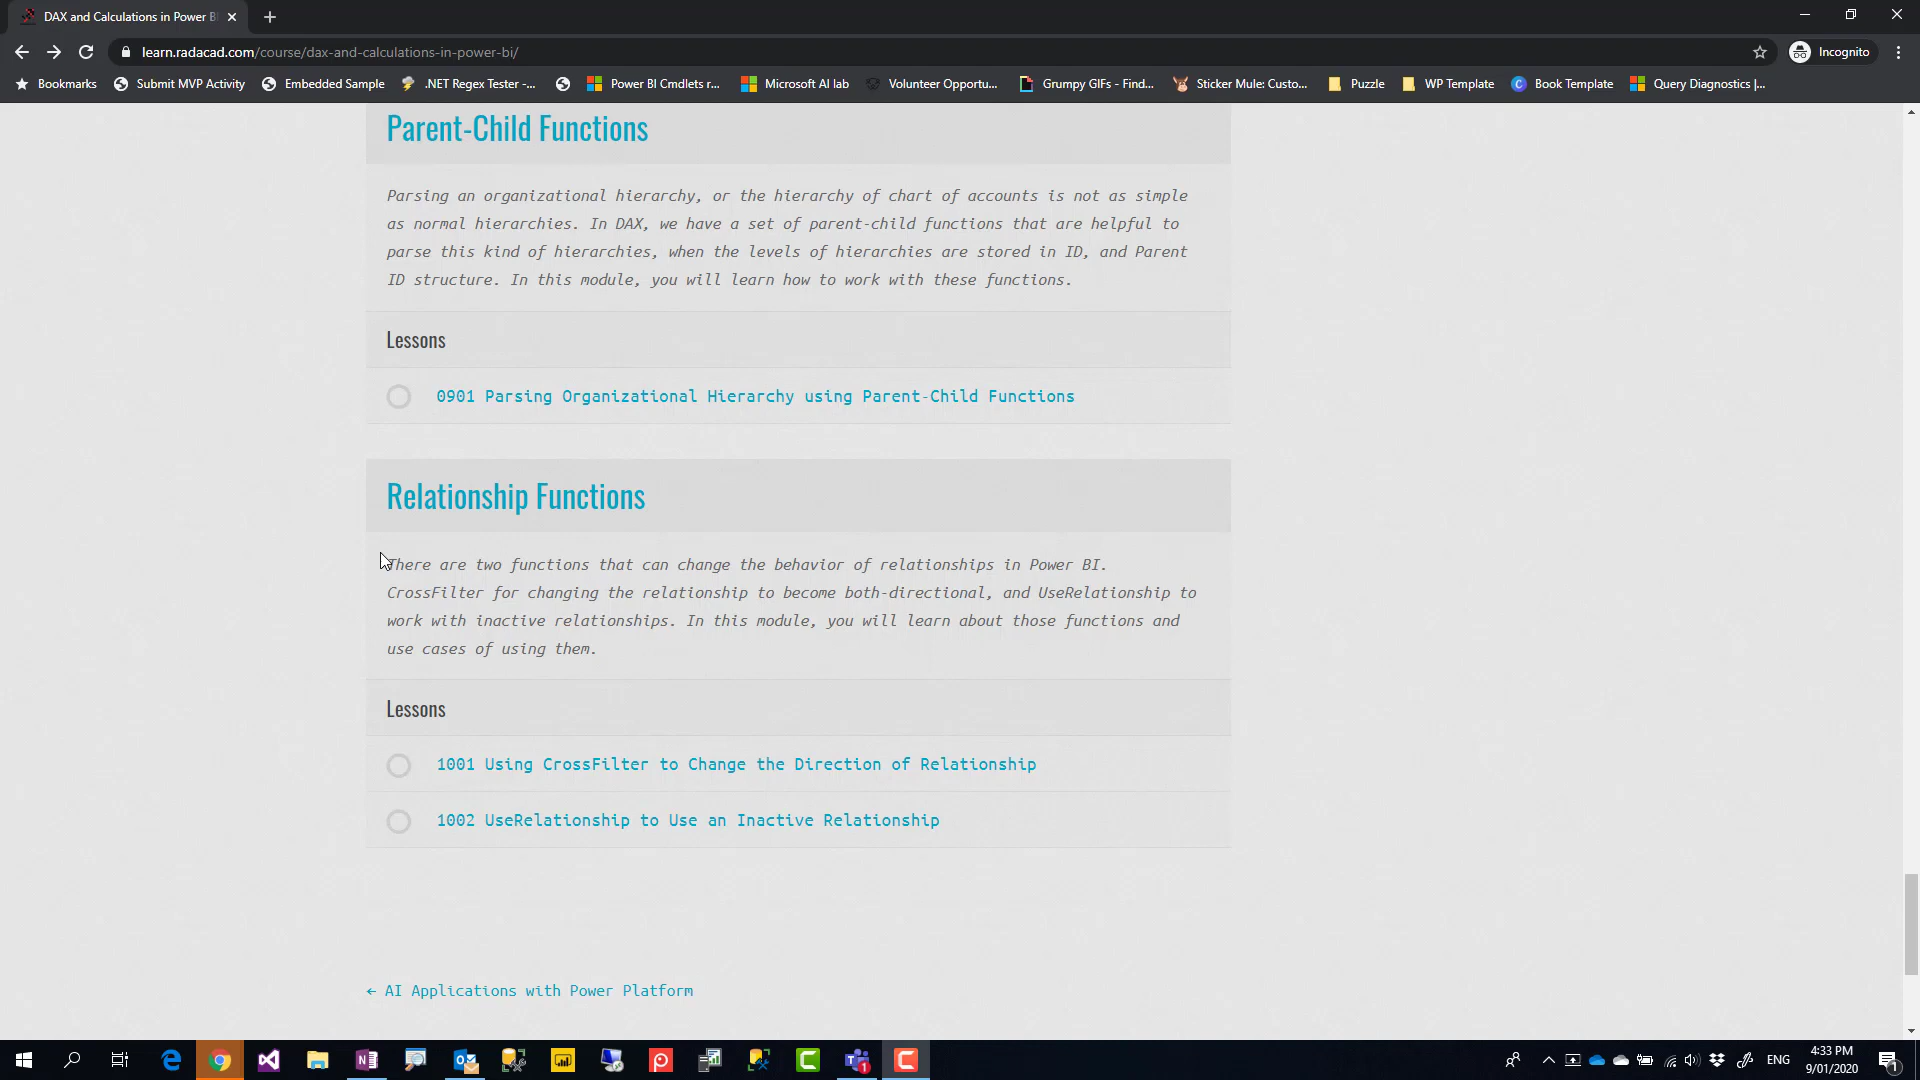 DAX and Calculations in Power B
learn.radacad.com/course/dax-and-calculations-in-power-bi/
Incognito
Bookmarks
Submit MVP Activity
Embedded Sample
.NET Regex Tester -...
Power BI Cmdlets r...
Microsoft AI lab
Volunteer Opportu...
Grumpy GIFs - Find...
Sticker Mule: Custo...
Puzzle
WP Template
Book Template
Query Diagnostics |...
Parent-Child Functions
Parsing an organizational hierarchy, or the hierarchy of chart of accounts is not as simple
as normal hierarchies. In DAX, we have a set of parent-child functions that are helpful to
parse this kind of hierarchies, when the levels of hierarchies are stored in ID, and Parent
ID structure. In this module, you will learn how to work with these functions.
Lessons
0901 Parsing Organizational Hierarchy using Parent-Child Functions
Relationship Functions
There are two functions that can change the behavior of relationships in Power BI.
CrossFilter for changing the relationship to become both-directional, and UseRelationship to
work with inactive relationships. In this module, you will learn about those functions and
use cases of using them.
Lessons
1001 Using CrossFilter to Change the Direction of Relationship
1002 UseRelationship to Use an Inactive Relationship
← AI Applications with Power Platform
ENG
4:33 PM
9/01/2020